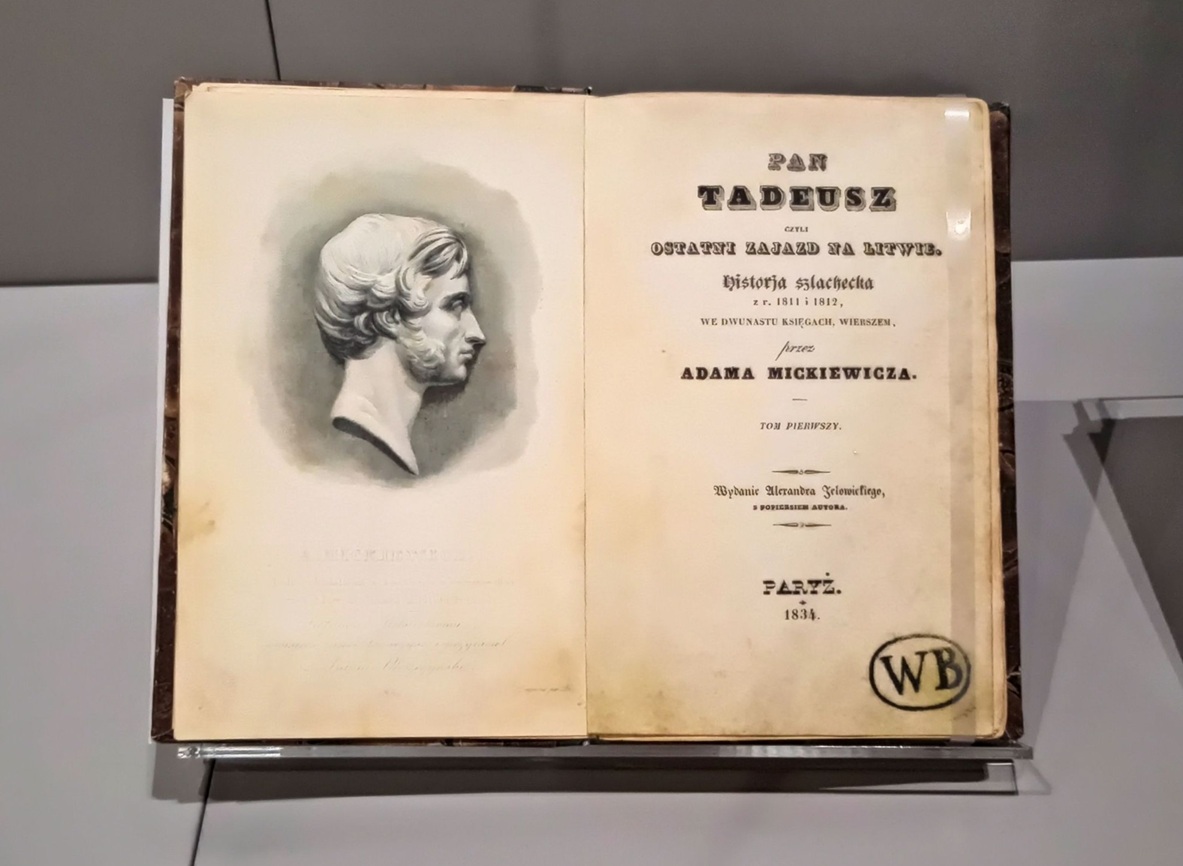 PAN
TADEUSZ
CZYLI
OSTATNI ZAJAZD NA LITWIE.
Historja szlachecka
z r. 1811 i 1812,
WE DWUNASTU KSIĘGACH, WIERSZEM,
przez
ADAMA MICKIEWICZA.
TOM PIERWSZY.
Wydanie Alexandra Jełowickiego,
Z POPIERSIEM AUTORA.
PARYŻ.
1834.
WB